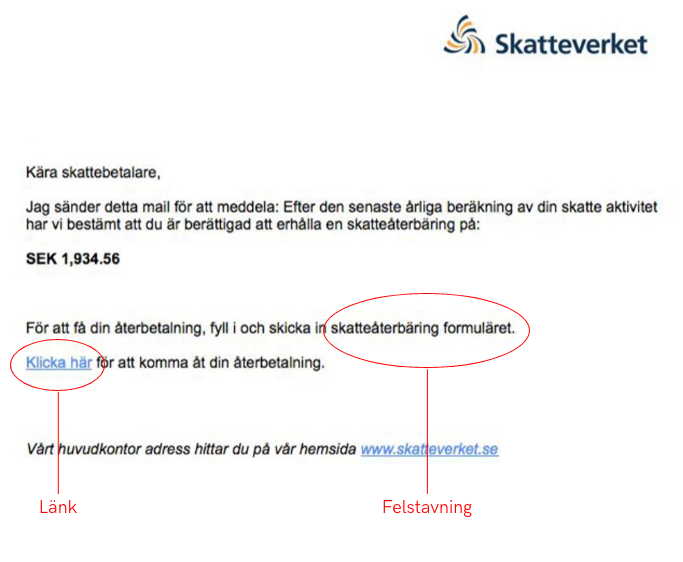 Skatteverket
Kära skattebetalare,
Jag sänder detta mail för att meddela: Efter den senaste årliga beräkning av din skatte aktivitet
har vi bestämt att du är berättigad att erhålla en skatteåterbäring på:
SEK 1,934.56
För att få din återbetalning, fyll i och skicka in skatteåterbäring formuläret.
Klicka här för att komma åt din återbetalning.
Vårt huvudkontor adress hittar du på vår hemsida www.skatteverket.se
Länk
Felstavning